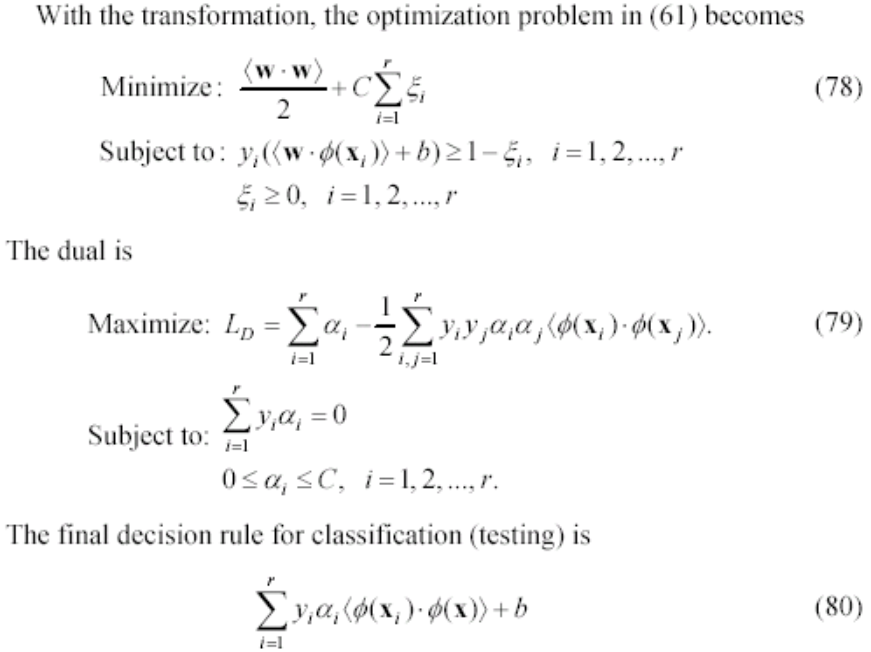 With the transformation, the optimization problem in (61) becomes
Minimize: \frac{\langle \mathbf{w} \cdot \mathbf{w} \rangle}{2} + C \sum_{i=1}^{r} \xi_i (78)
Subject to: y_i(\langle \mathbf{w} \cdot \phi(\mathbf{x}_i) \rangle + b) \geq 1 - \xi_i, i = 1, 2, ..., r
\xi_i \geq 0, i = 1, 2, ..., r
The dual is
Maximize: L_D = \sum_{i=1}^{r} \alpha_i - \frac{1}{2} \sum_{i,j=1}^{r} y_i y_j \alpha_i \alpha_j \langle \phi(\mathbf{x}_i) \cdot \phi(\mathbf{x}_j) \rangle. (79)
Subject to: \sum_{i=1}^{r} y_i \alpha_i = 0
0 \leq \alpha_i \leq C, i = 1, 2, ..., r.
The final decision rule for classification (testing) is
\sum_{i=1}^{r} y_i \alpha_i \langle \phi(\mathbf{x}_i) \cdot \phi(\mathbf{x}) \rangle + b (80)